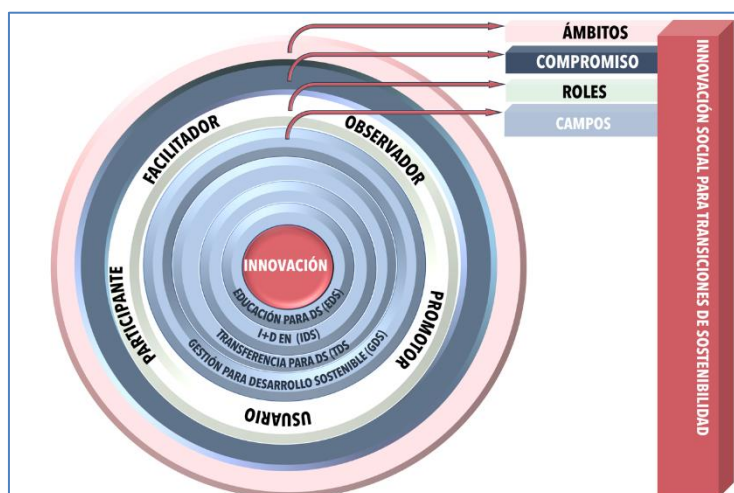 ÁMBITOS
COMPROMISO
ROLES
CAMPOS
INNOVACIÓN SOCIAL PARA TRANSICIONES DE SOSTENIBILIDAD
FACILITADOR
OBSERVADOR
PARTICIPANTE
PROMOTOR
USUARIO
INNOVACIÓN
EDUCACIÓN PARA DS (EDS)
I+D EN (IDS)
TRANSFERENCIA PARA DS (TDS
GESTIÓN PARA DESARROLLO SOSTENIBLE (GDS)